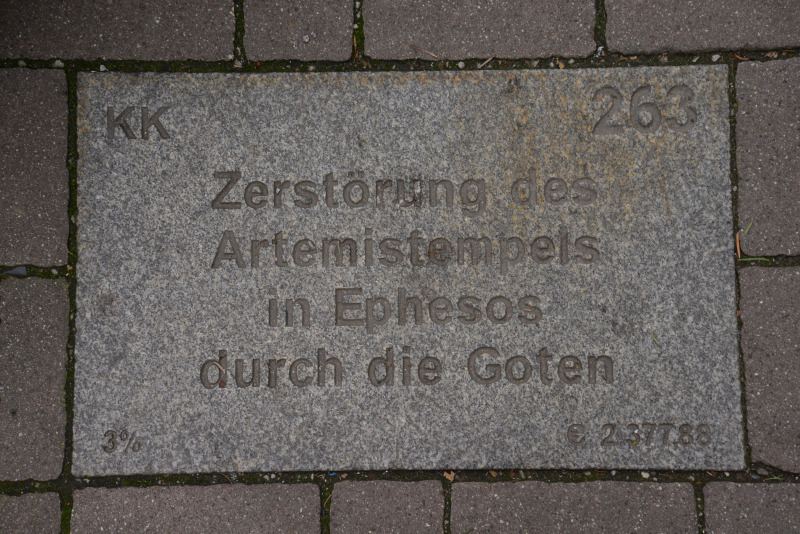 KK 263
Zerstörung des
Artemistempels
in Ephesos
durch die Goten
3% € 2.377.88